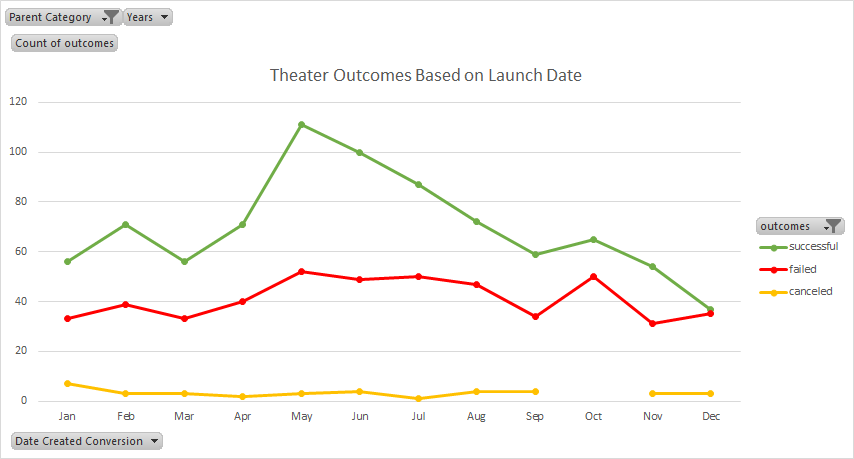 Parent Category Years
Count of outcomes
Theater Outcomes Based on Launch Date
120
100
80
60
40
20
0
Jan Feb Mar Apr May Jun Jul Aug Sep Oct Nov Dec
outcomes
successful
failed
canceled
Date Created Conversion